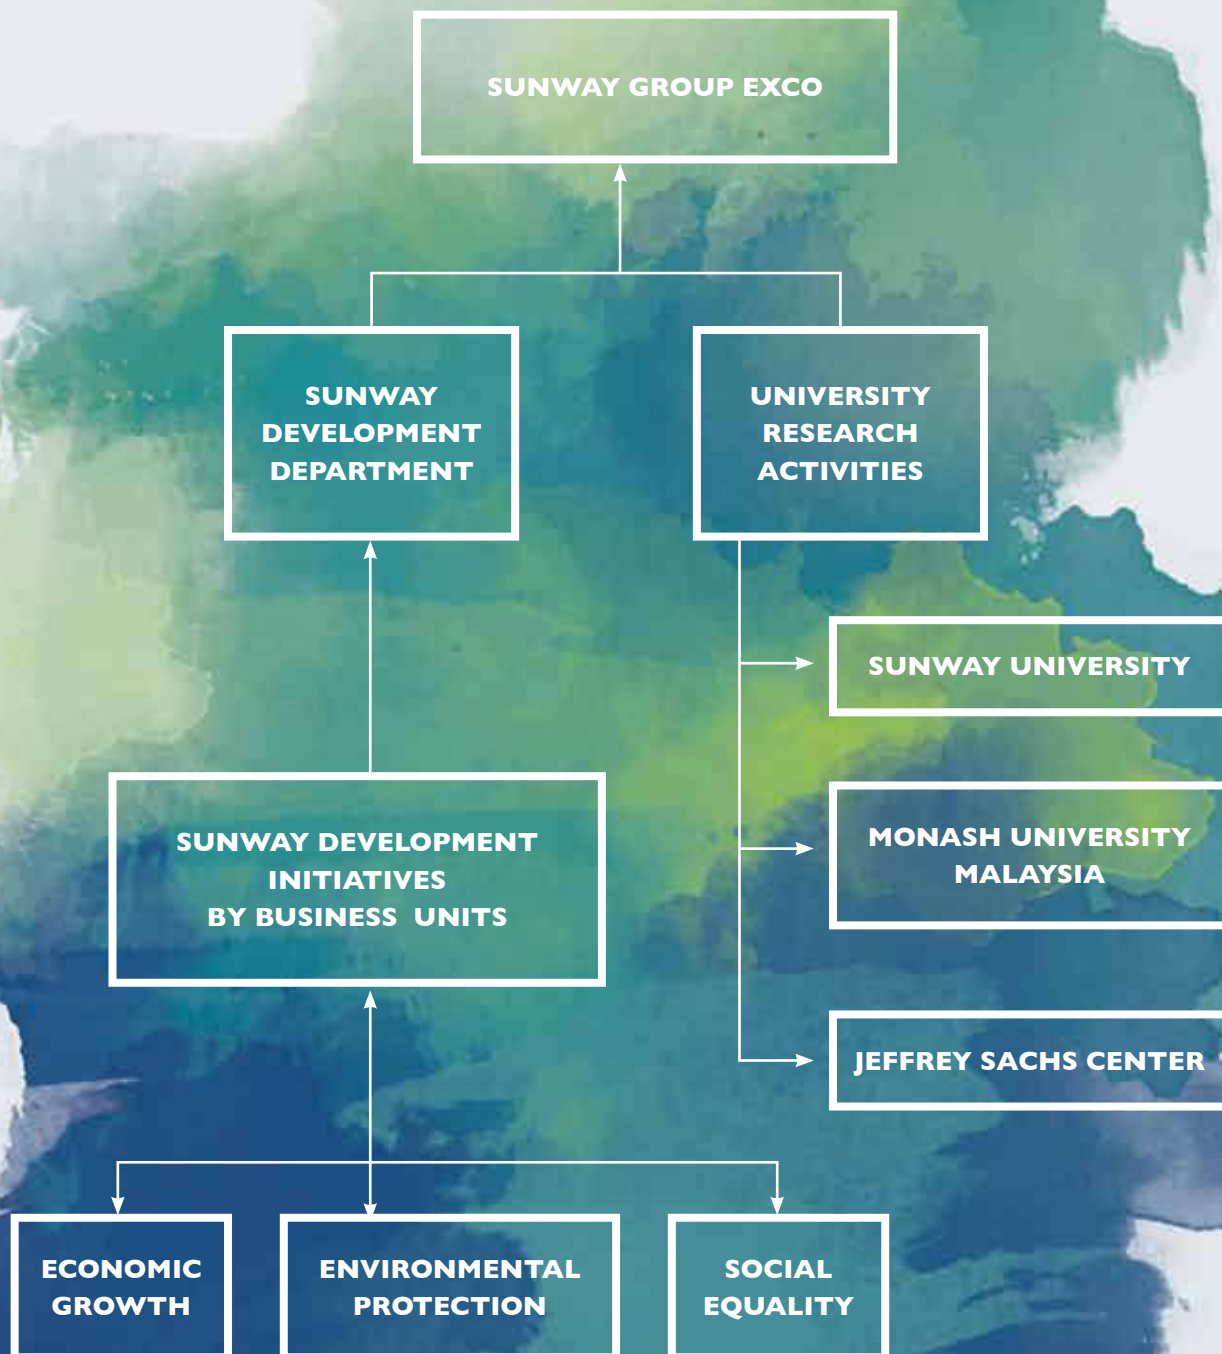 SUNWAY GROUP EXCO
SUNWAY
DEVELOPMENT
DEPARTMENT
UNIVERSITY
RESEARCH
ACTIVITIES
SUNWAY UNIVERSITY
SUNWAY DEVELOPMENT
INITIATIVES
BY BUSINESS UNITS
MONASH UNIVERSITY
MALAYSIA
JEFFREY SACHS CENTER
ECONOMIC
GROWTH
ENVIRONMENTAL
PROTECTION
SOCIAL
EQUALITY